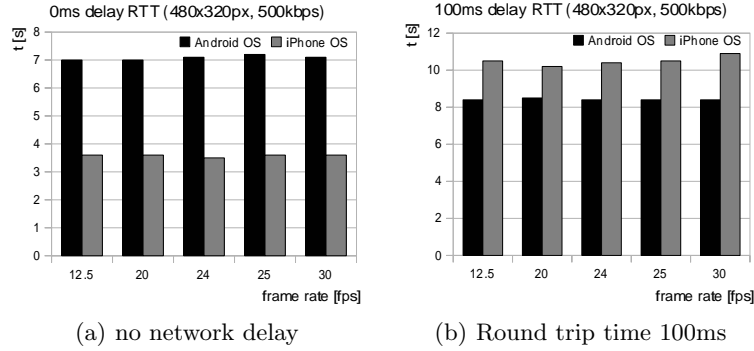 0ms delay RTT (480x320px, 500kbps)
t [s]
Android OS iPhone OS
8
7
6
5
4
3
2
1
0
12.5 20 24 25 30
frame rate [fps]
(a) no network delay
100ms delay RTT (480x320px, 500kbps)
t [s]
Android OS iPhone OS
12
10
8
6
4
2
0
12.5 20 24 25 30
frame rate [fps]
(b) Round trip time 100ms